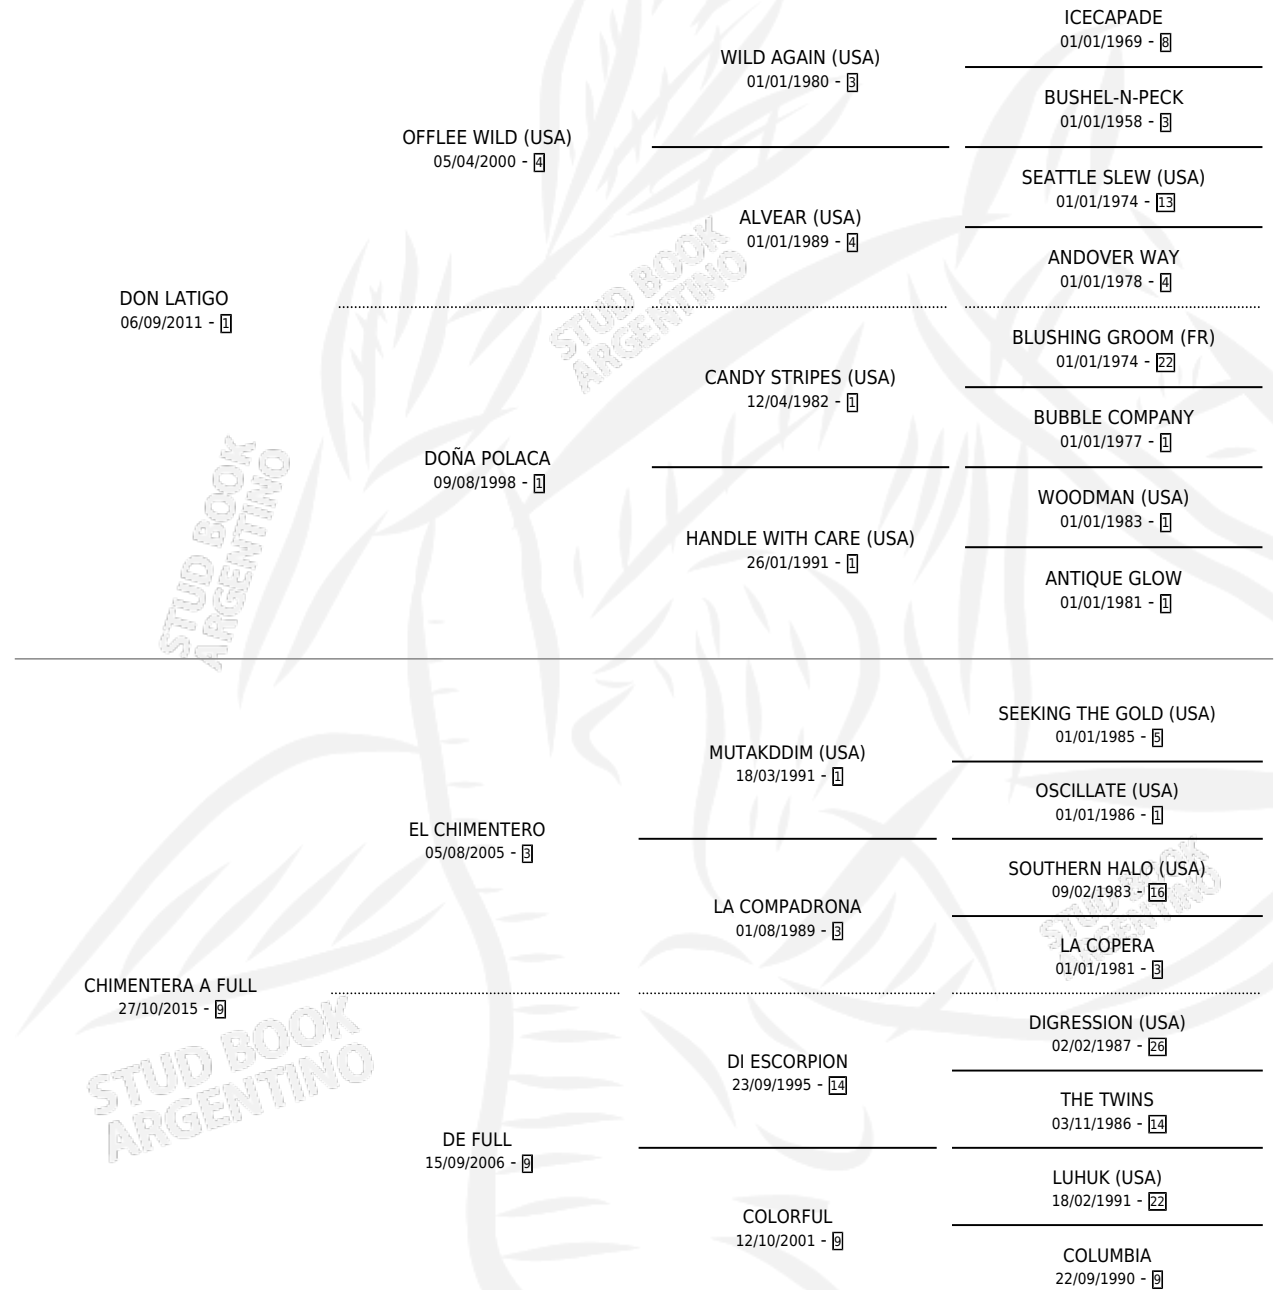 ICECAPADE
01/01/1969 - 8
WILD AGAIN (USA)
01/01/1980 - 3
BUSHEL-N-PECK
01/01/1958 - 3
OFFLEE WILD (USA)
05/04/2000 - 4
SEATTLE SLEW (USA)
01/01/1974 - 13
ALVEAR (USA)
01/01/1989 - 4
ANDOVER WAY
01/01/1978 - 4
DON LATIGO
06/09/2011 - 1
BLUSHING GROOM (FR)
01/01/1974 - 22
CANDY STRIPES (USA)
12/04/1982 - 1
BUBBLE COMPANY
01/01/1977 - 1
DOÑA POLACA
09/08/1998 - 1
WOODMAN (USA)
01/01/1983 - 1
HANDLE WITH CARE (USA)
26/01/1991 - 1
ANTIQUE GLOW
01/01/1981 - 1
SEEKING THE GOLD (USA)
01/01/1985 - 5
MUTAKDDIM (USA)
18/03/1991 - 1
OSCILLATE (USA)
01/01/1986 - 1
EL CHIMENTERO
05/08/2005 - 3
SOUTHERN HALO (USA)
09/02/1983 - 16
LA COMPADRONA
01/08/1989 - 3
LA COPERA
01/01/1981 - 3
CHIMENTERA A FULL
27/10/2015 - 9
DIGRESSION (USA)
02/02/1987 - 26
DI ESCORPION
23/09/1995 - 14
THE TWINS
03/11/1986 - 14
DE FULL
15/09/2006 - 9
LUHUK (USA)
18/02/1991 - 22
COLORFUL
12/10/2001 - 9
COLUMBIA
22/09/1990 - 9
STUD BOOK
ARGENTINO
STUD BOOK
ARGENTINO
STUD BOOK
ARGENTINO
STUD BOOK
ARGENTINO